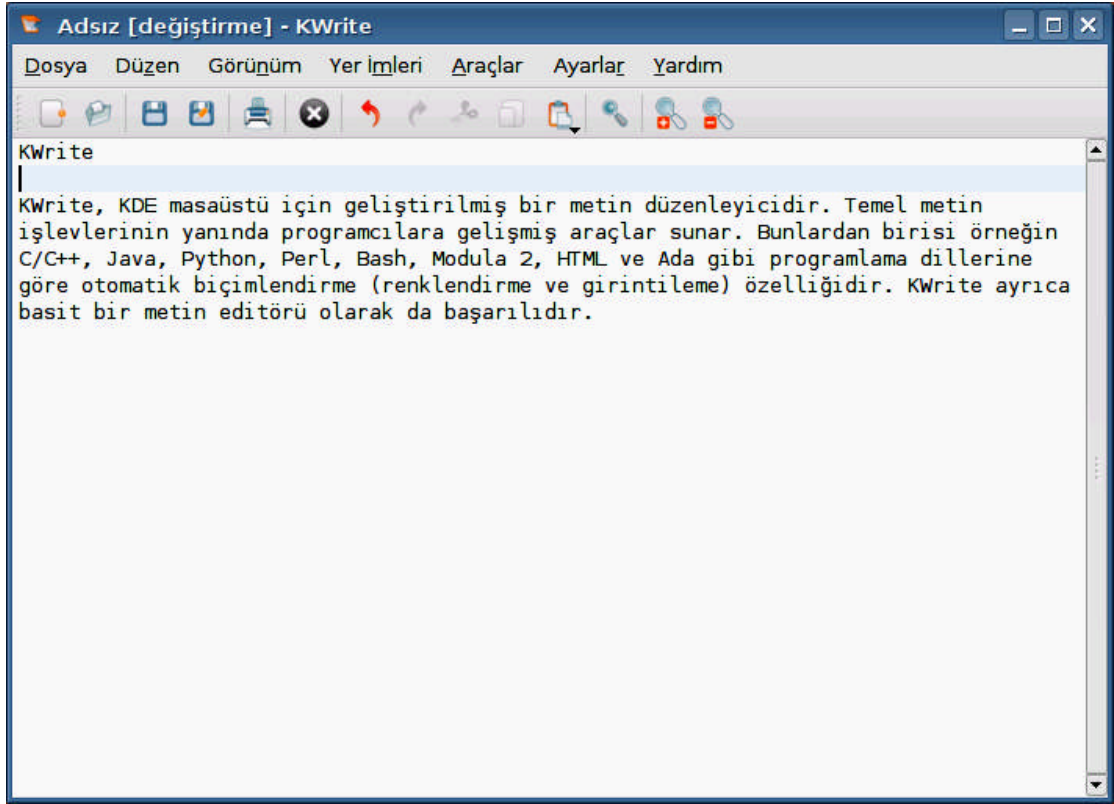 Adsız [değiştirme] - KWrite
Dosya Düzen Görünüm Yer İmleri Araçlar Ayarlar Yardım
KWrite
KWrite, KDE masaüstü için geliştirilmiş bir metin düzenleyicidir. Temel metin
işlevlerinin yanında programcılara gelişmiş araçlar sunar. Bunlardan birisi örneğin
C/C++, Java, Python, Perl, Bash, Modula 2, HTML ve Ada gibi programlama dillerine
göre otomatik biçimlendirme (renklendirme ve girintileme) özelliğidir. KWrite ayrıca
basit bir metin editörü olarak da başarılıdır.